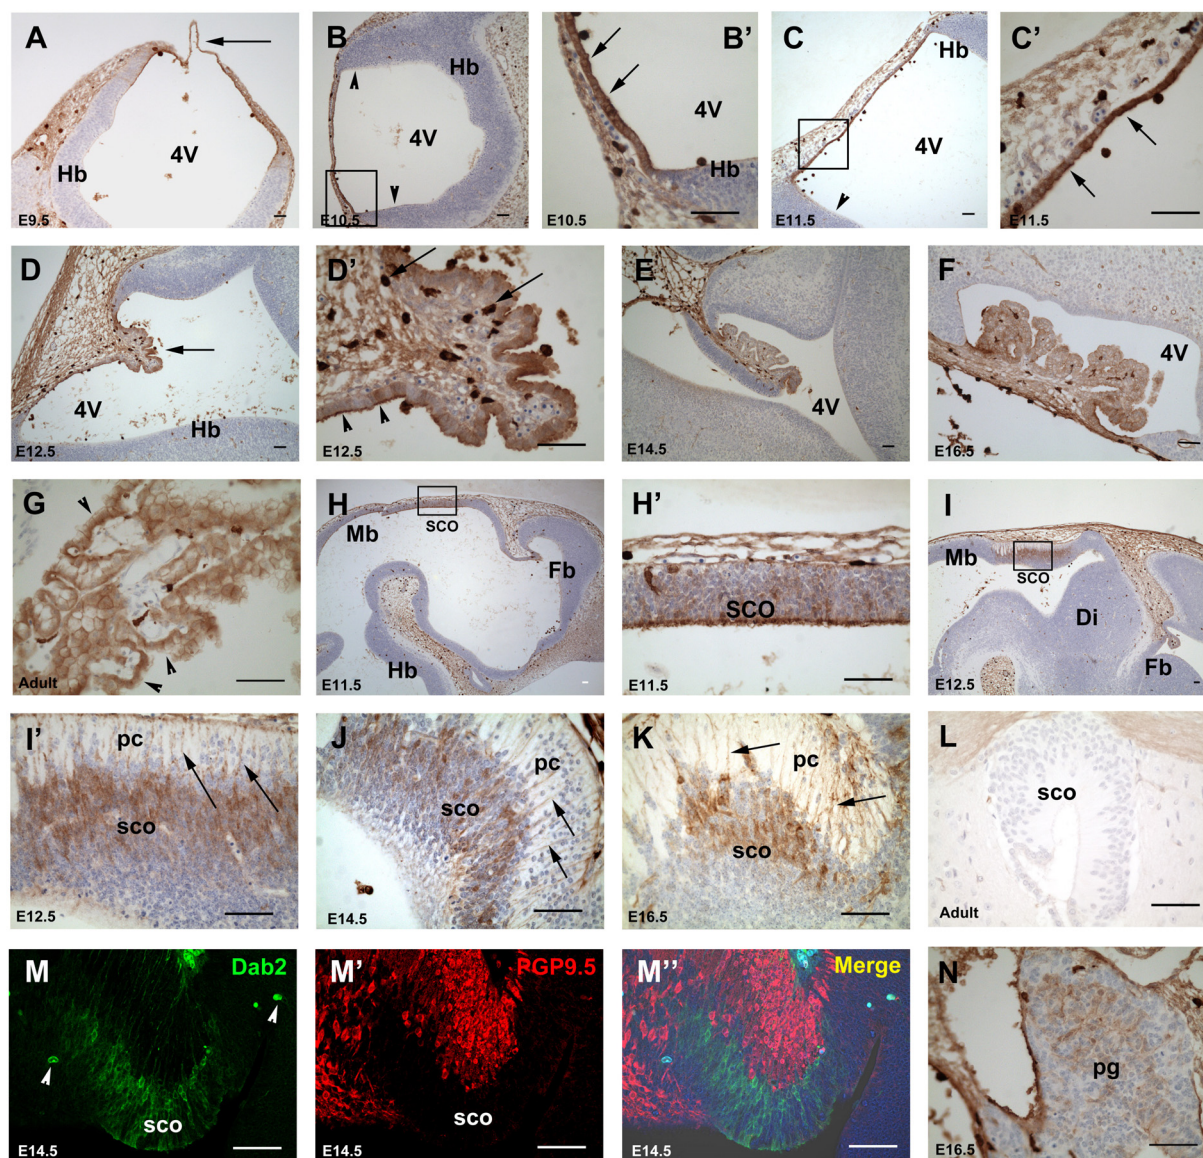 A
Hb
4V
E9.5
B
Hb
4V
E10.5
B'
4V
Hb
E10.5
C
Hb
4V
E11.5
C'
E11.5
D
4V
Hb
E12.5
D'
E12.5
E
4V
E14.5
F
4V
E16.5
G
Adult
H
Mb
SCO
Fb
Hb
E11.5
H'
SCO
E11.5
I
Mb
SCO
Di
Fb
E12.5
I'
pc
sco
E12.5
J
pc
sco
E14.5
K
pc
sco
E16.5
L
sco
Adult
M
Dab2
sco
E14.5
M'
PGP9.5
sco
E14.5
M''
Merge
E14.5
N
pg
E16.5